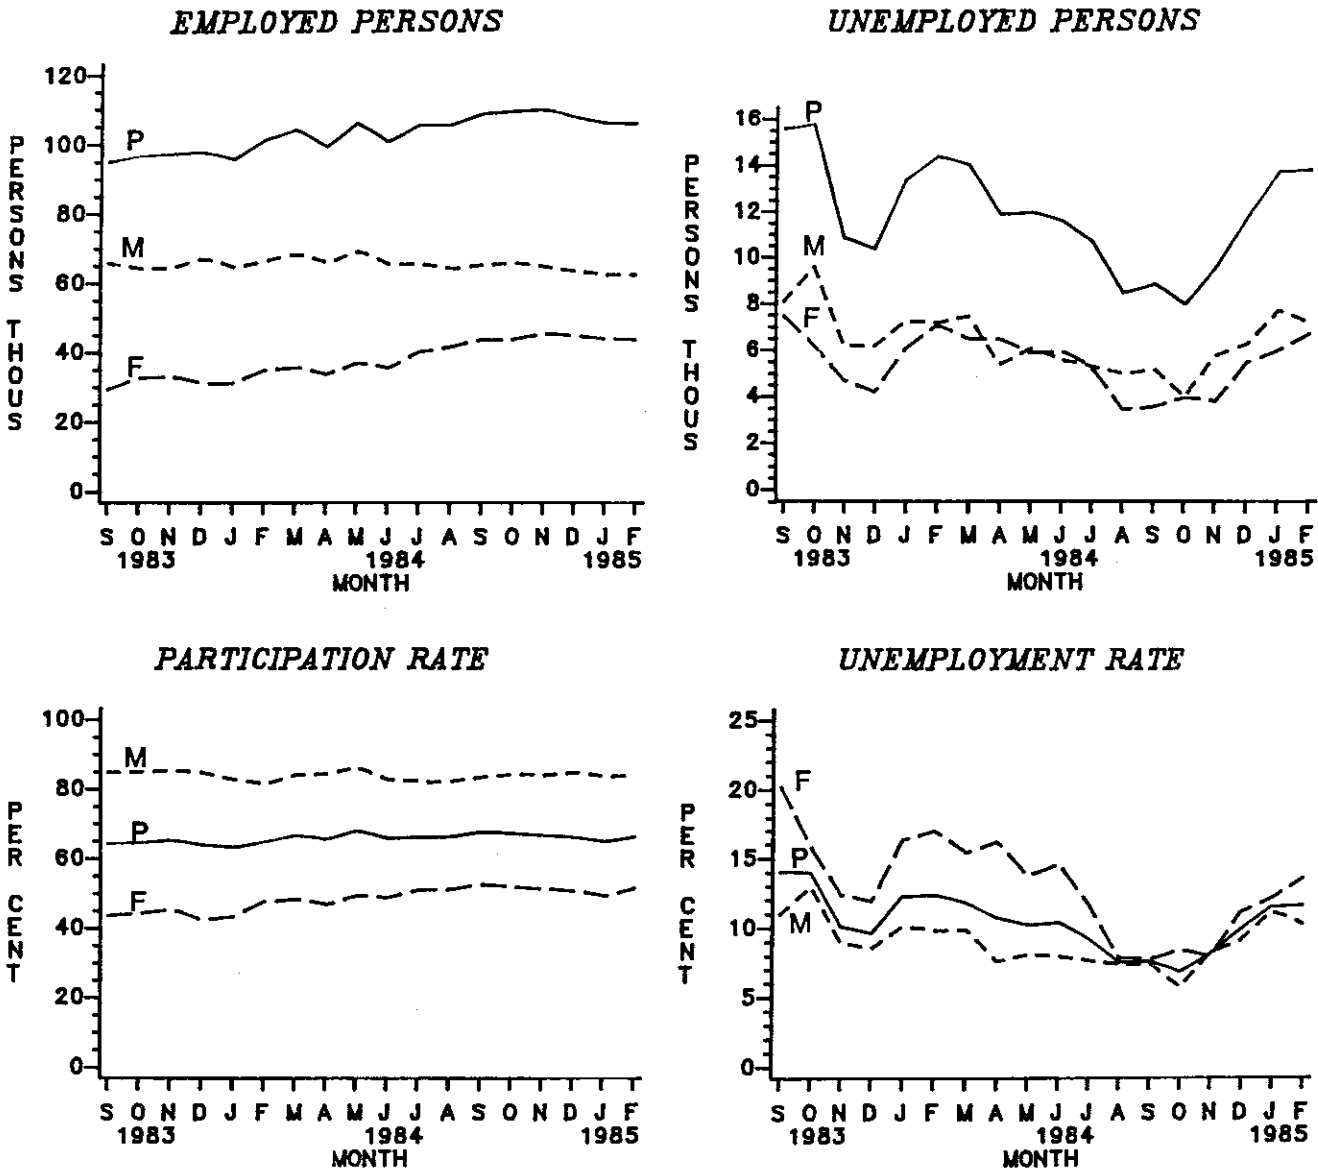 EMPLOYED PERSONS
120
100
80
60
40
20
0
PERSONS THOUS
P
M
F
S O N D J F M A M J J A S O N D J F
1983 1984 1985
MONTH
UNEMPLOYED PERSONS
16
14
12
10
8
6
4
2
0
PERSONS THOUS
P
M
F
S O N D J F M A M J J A S O N D J F
1983 1984 1985
MONTH
PARTICIPATION RATE
100
80
60
40
20
0
PER CENT
M
P
F
S O N D J F M A M J J A S O N D J F
1983 1984 1985
MONTH
UNEMPLOYMENT RATE
25
20
15
10
5
0
PER CENT
F
P
M
S O N D J F M A M J J A S O N D J F
1983 1984 1985
MONTH